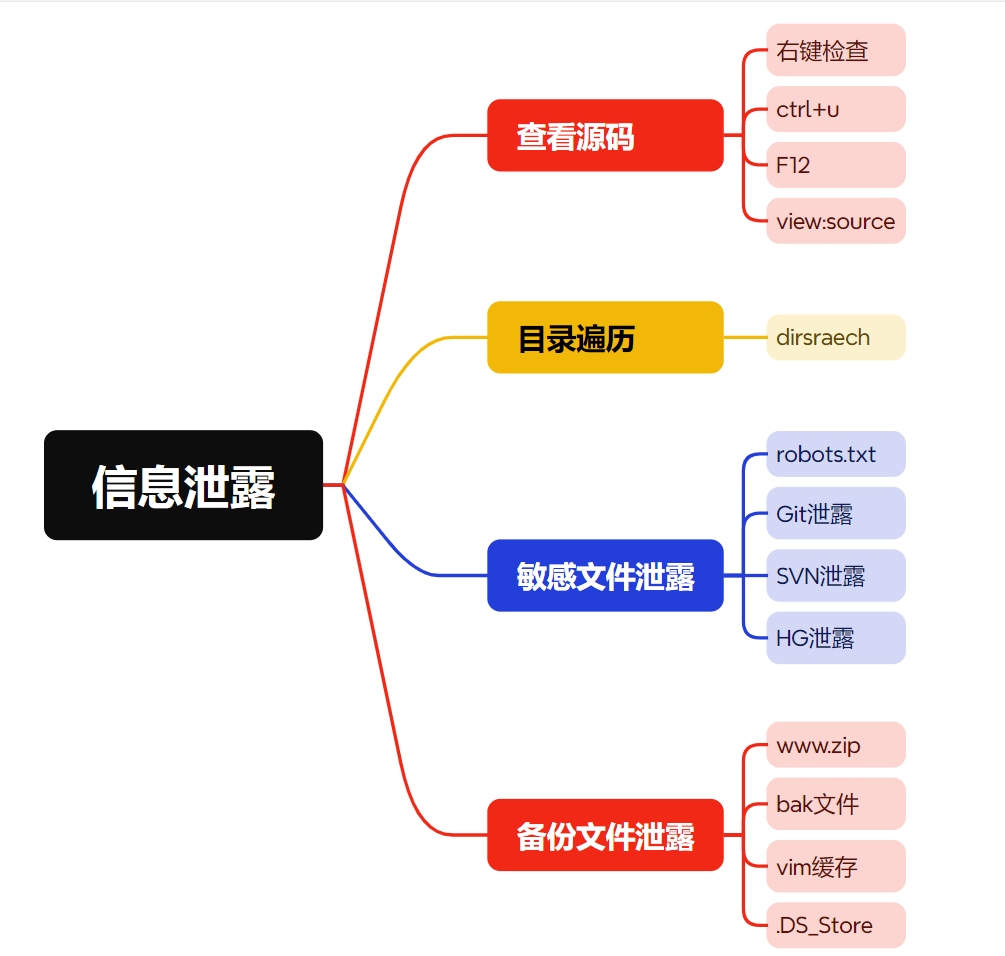 信息泄露
查看源码
右键检查
ctrl+u
F12
view:source
目录遍历
dirsraech
敏感文件泄露
robots.txt
Git泄露
SVN泄露
HG泄露
备份文件泄露
www.zip
bak文件
vim缓存
.DS_Store